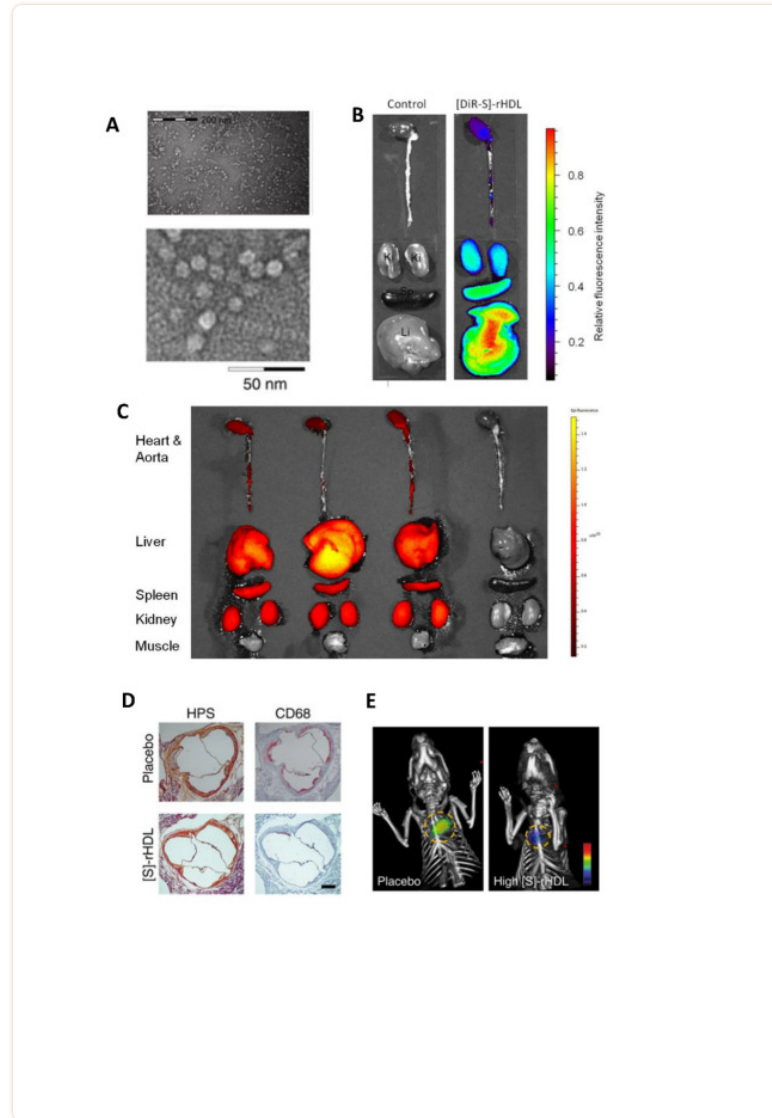 A
200 nm
50 nm
B
Control
[DiR-S]-rHDL
Ki
Ki
Sp
Li
0.8
0.6
0.4
0.2
Relative fluorescence intensity
C
Heart &
Aorta
Liver
Spleen
Kidney
Muscle
D
HPS
CD68
Placebo
[S]-rHDL
E
Placebo
High [S]-rHDL